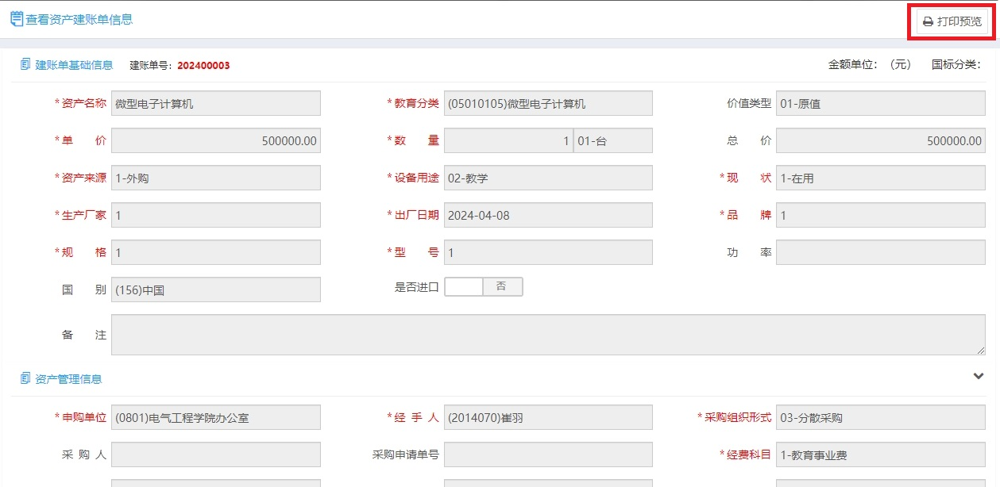 查看资产建账单信息 打印预览
建账单基础信息 建账单号：202400003 金额单位：（元） 国标分类：
*资产名称 微型电子计算机 *教育分类 (05010105)微型电子计算机 价值类型 01-原值
*单 价 500000.00 *数 量 1 01-台 总 价 500000.00
*资产来源 1-外购 *设备用途 02-教学 *现 状 1-在用
*生产厂家 1 *出厂日期 2024-04-08 *品 牌 1
*规 格 1 *型 号 1 功 率
国 别 (156)中国 是否进口 否
备 注
资产管理信息
*申购单位 (0801)电气工程学院办公室 *经 手 人 (2014070)崔羽 *采购组织形式 03-分散采购
采 购 人 采购申请单号 *经费科目 1-教育事业费